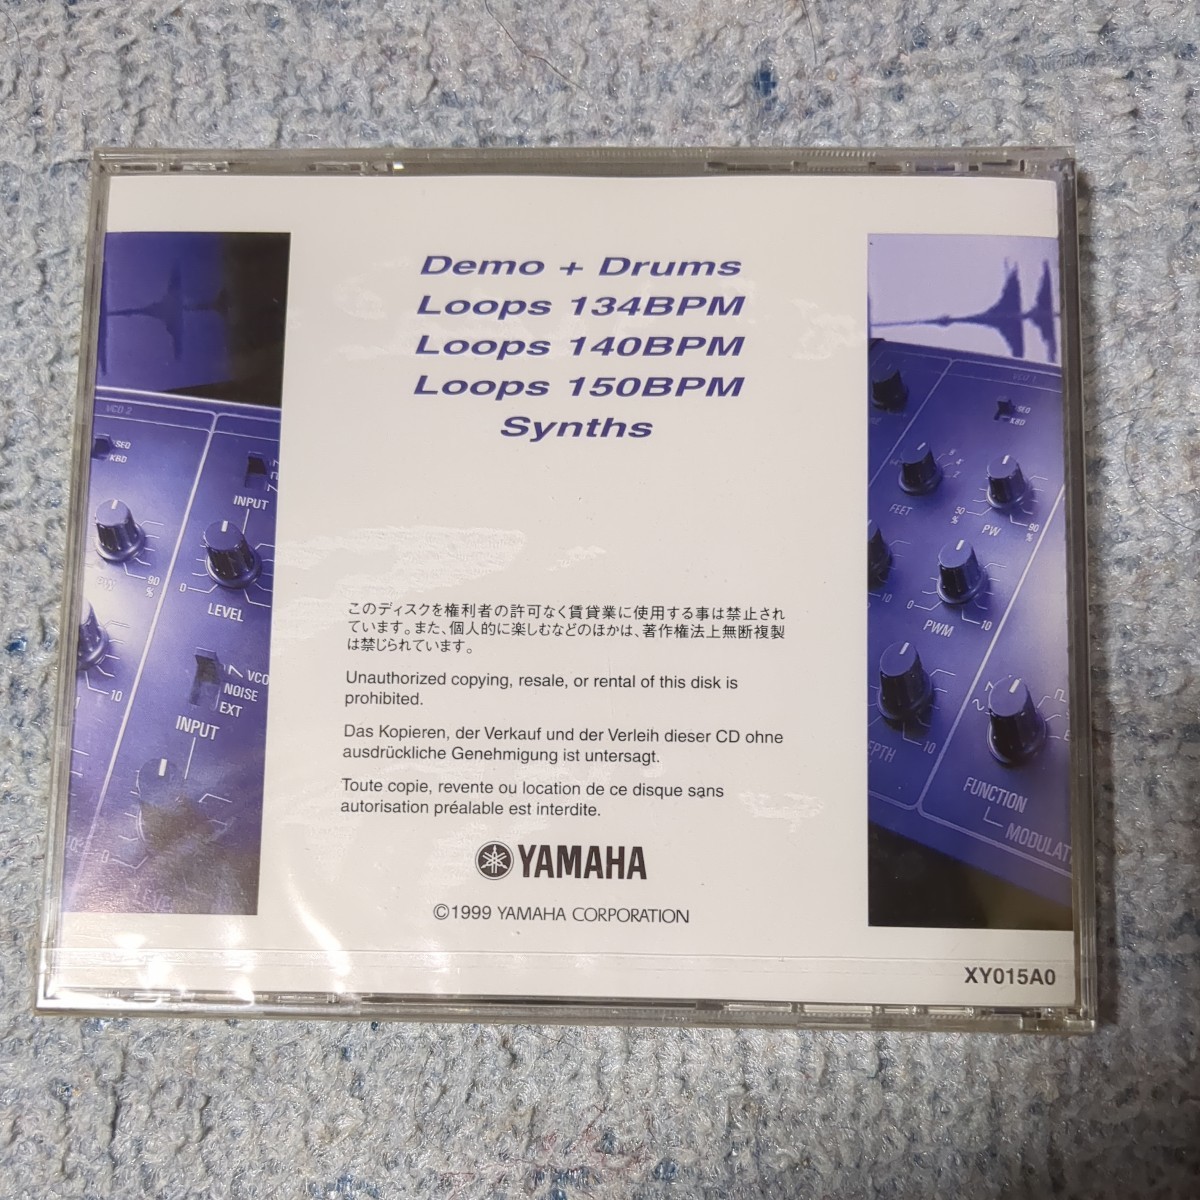 Demo + Drums
Loops 134BPM
Loops 140BPM
Loops 150BPM
Synths
このディスクを権利者の許可なく賃貸業に使用する事は禁止され
ています。また、個人的に楽しむなどのほかは、著作権法上無断複製
は禁じられています。
Unauthorized copying, resale, or rental of this disk is
prohibited.
Das Kopieren, der Verkauf und der Verleih dieser CD ohne
ausdrückliche Genehmigung ist untersagt.
Toute copie, revente ou location de ce disque sans
autorisation préalable est interdite.
YAMAHA
©1999 YAMAHA CORPORATION
XY015A0
VCO 2
SEQ
KBD
INPUT
90
%
0
LEVEL
10
VCO
NOISE
EXT
INPUT
VCO 1
SEQ
KBD
FEET
50
%
PW
90
%
10
0
PWM
10
10
FUNCTION
MODULAT